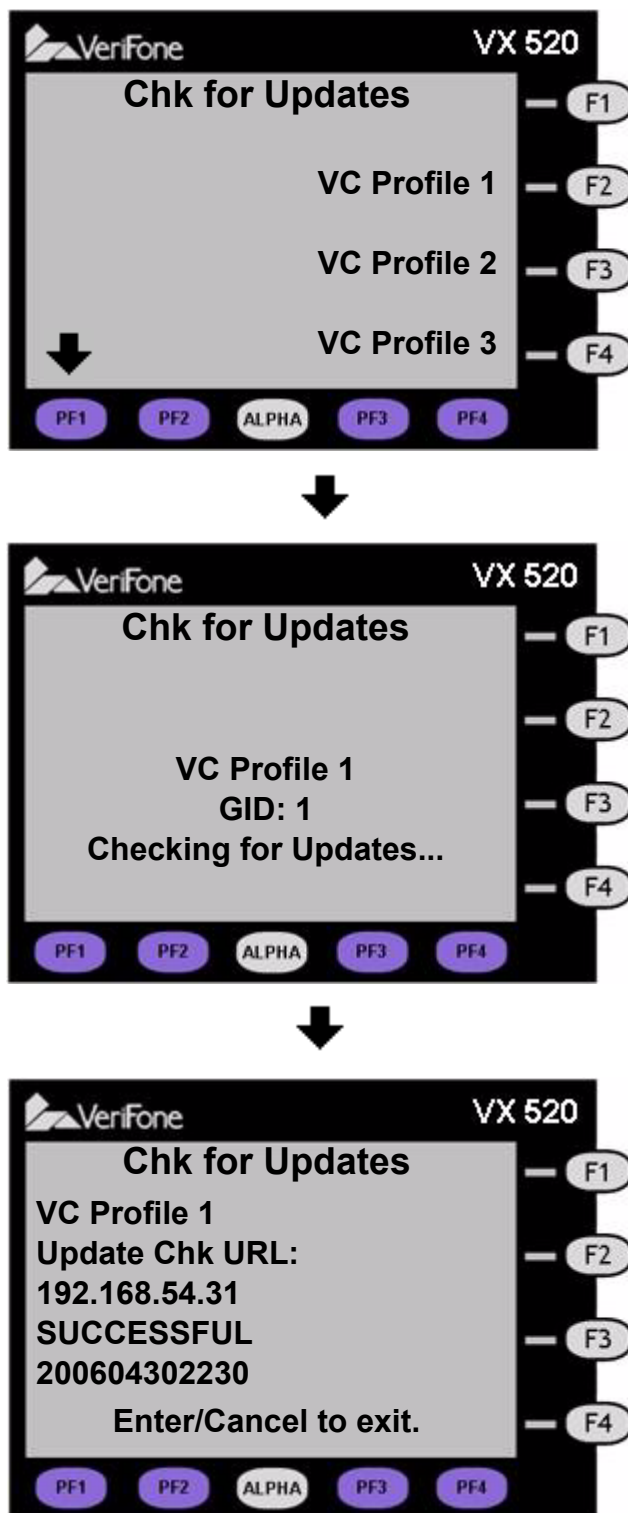 VeriFone VX 520
Chk for Updates
F1
VC Profile 1
F2
VC Profile 2
F3
VC Profile 3
F4
PF1 PF2 ALPHA PF3 PF4
VeriFone VX 520
Chk for Updates
F1
F2
VC Profile 1
GID: 1
F3
Checking for Updates...
F4
PF1 PF2 ALPHA PF3 PF4
VeriFone VX 520
Chk for Updates
F1
VC Profile 1
Update Chk URL:
F2
192.168.54.31
SUCCESSFUL
F3
200604302230
Enter/Cancel to exit.
F4
PF1 PF2 ALPHA PF3 PF4